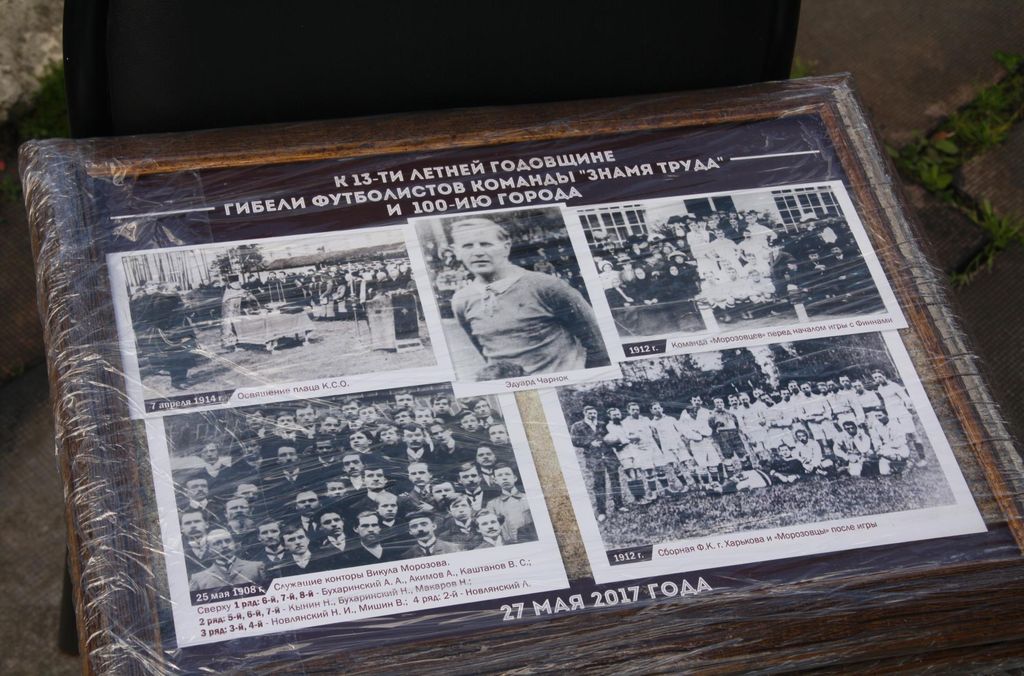 К 13-ТИ ЛЕТНЕЙ ГОДОВЩИНЕ
ГИБЕЛИ ФУТБОЛИСТОВ КОМАНДЫ "ЗНАМЯ ТРУДА"
И 100-ИЮ ГОРОДА
7 апреля 1914 г. Освяшение плаца К.С.О.
Эдуард Чарнок
1912 г. Команда «Морозовцев» перед началом игры с Финнами
25 мая 1908 г. Служащие конторы Викула Морозова.
Сверху 1 ряд: 6-й, 7-й, 8-й - Бухаринский А. А., Акимов А., Каштанов В. С.;
2 ряд: 5-й, 6-й, 7-й - Кынин Н., Бухаринский Н., Макаров Н.;
3 ряд: 3-й, 4-й - Новлянский Н. И., Мишин В.; 4 ряд: 2-й - Новлянский Л.
1912 г. Сборная Ф.К. г. Харькова и «Морозовцы» после игры
27 МАЯ 2017 ГОДА